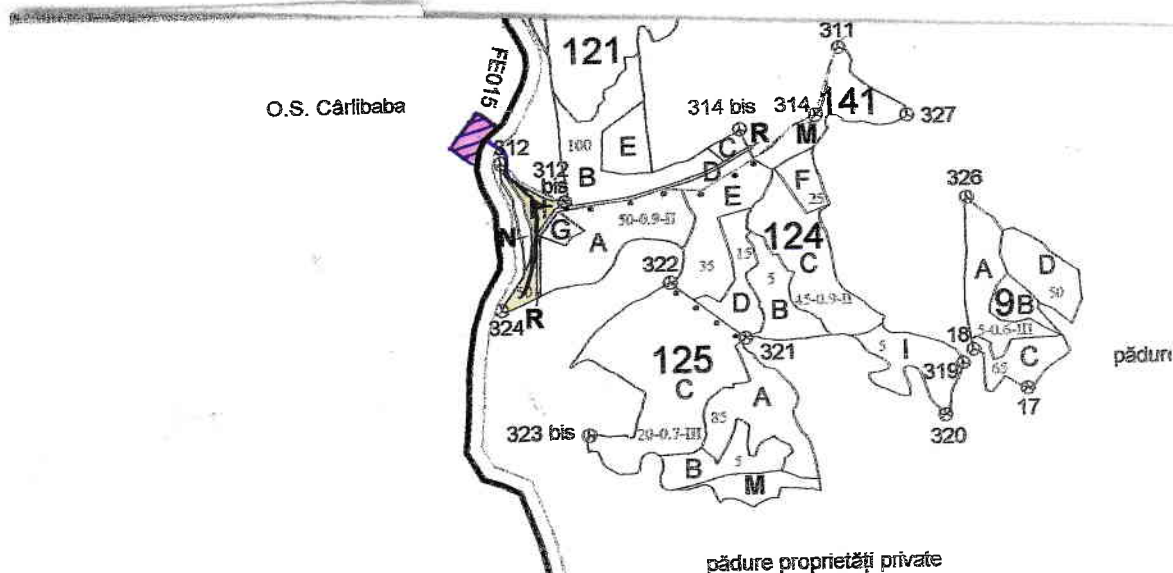 311
121
FE015
O.S. Cârlibaba
314 bis
314
141
327
R
M
312
100
E
C
312
bis
B
D
E
F
25
326
N
G
A
50-0.9-II
124
C
A
D
50
322
35
15
5
9
B
324
50
R
D
B
45-0.9-II
5-0.6-III
321
5
I
18
319
65
C
pădure
125
C
A
17
320
85
323 bis
20-0.7-III
B
5
M
pădure proprietăți private